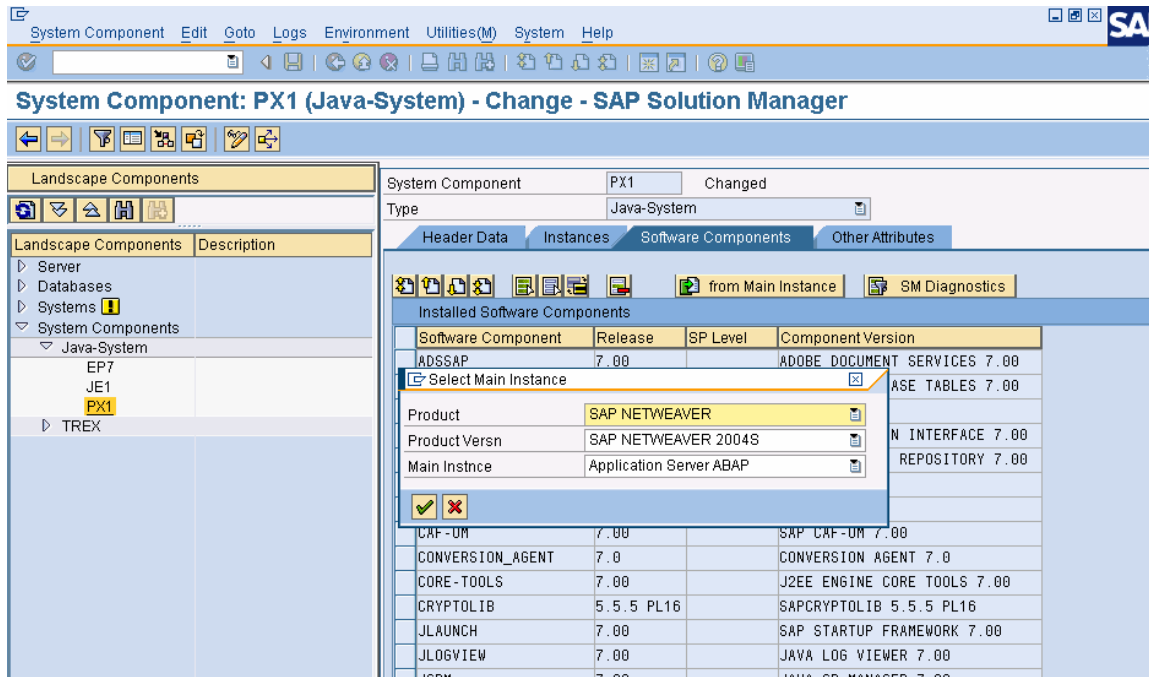 System Component Edit Goto Logs Environment Utilities(M) System Help
SA
System Component: PX1 (Java-System) - Change - SAP Solution Manager
Landscape Components
Landscape Components Description
Server
Databases
Systems
System Components
Java-System
EP7
JE1
PX1
TREX
System Component PX1 Changed
Type Java-System
Header Data Instances Software Components Other Attributes
from Main Instance SM Diagnostics
Installed Software Components
Software Component Release SP Level Component Version
ADSSAP 7.00 ADOBE DOCUMENT SERVICES 7.00
ASE TABLES 7.00
N INTERFACE 7.00
REPOSITORY 7.00
Select Main Instance
Product SAP NETWEAVER
Product Versn SAP NETWEAVER 2004S
Main Instnce Application Server ABAP
CAF-UM 7.00 SAP CAF-UM 7.00
CONVERSION_AGENT 7.0 CONVERSION AGENT 7.0
CORE-TOOLS 7.00 J2EE ENGINE CORE TOOLS 7.00
CRYPTOLIB 5.5.5 PL16 SAPCRYPTOLIB 5.5.5 PL16
JLAUNCH 7.00 SAP STARTUP FRAMEWORK 7.00
JLOGVIEW 7.00 JAVA LOG VIEWER 7.00